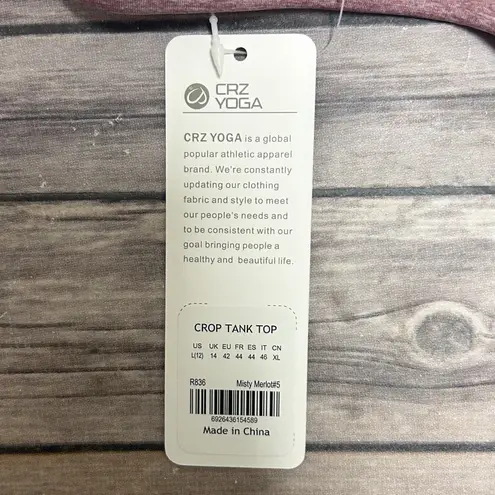 CRZ
YOGA
CRZ YOGA is a global
popular athletic apparel
brand. We're constantly
updating our clothing
fabric and style to meet
our people's needs and
to be consistent with our
goal bringing people a
healthy and beautiful life.
CROP TANK TOP
US UK EU FR ES IT CN
L(12) 14 42 44 44 46 XL
R836 Misty Merlot#5
6926436154589
Made in China